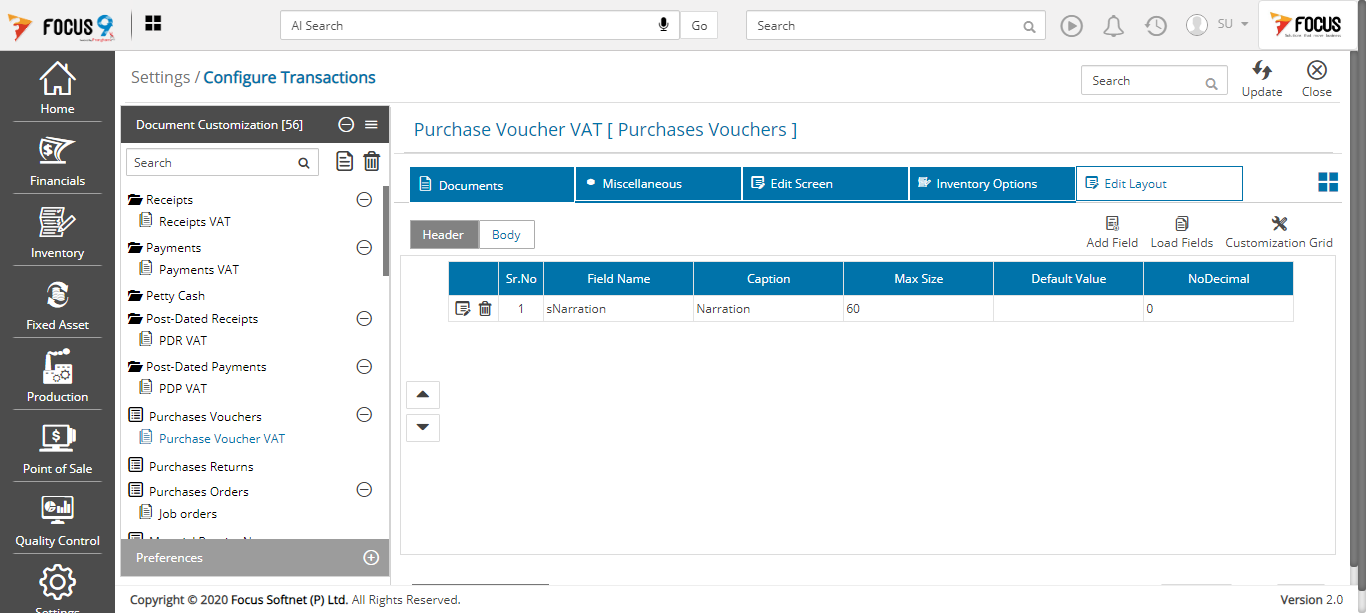 FOCUS 9
AI Search
Go
Search
SU
FOCUS
Home
Financials
Inventory
Fixed Asset
Production
Point of Sale
Quality Control
Settings / Configure Transactions
Search
Update
Close
Document Customization [56]
Search
Receipts
Receipts VAT
Payments
Payments VAT
Petty Cash
Post-Dated Receipts
PDR VAT
Post-Dated Payments
PDP VAT
Purchases Vouchers
Purchase Voucher VAT
Purchases Returns
Purchases Orders
Job orders
Preferences
Purchase Voucher VAT [ Purchases Vouchers ]
Documents
Miscellaneous
Edit Screen
Inventory Options
Edit Layout
Header
Body
Add Field
Load Fields
Customization Grid
Sr.No Field Name Caption Max Size Default Value NoDecimal
1 sNarration Narration 60 0
Settings
Copyright © 2020 Focus Softnet (P) Ltd. All Rights Reserved.
Version 2.0